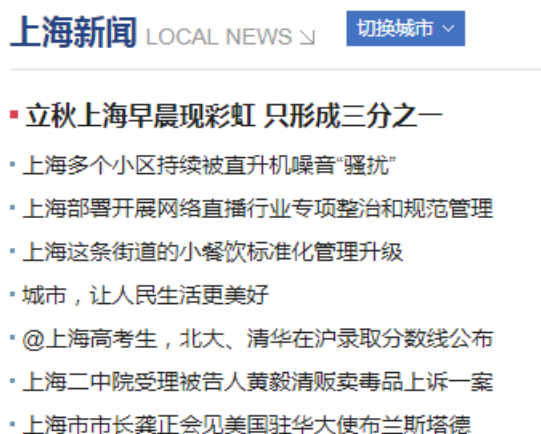 上海新闻 LOCAL NEWS 切换城市
立秋上海早晨现彩虹 只形成三分之一
上海多个小区持续被直升机噪音“骚扰”
上海部署开展网络直播行业专项整治和规范管理
上海这条街道的小餐饮标准化管理升级
城市，让人民生活更美好
@上海高考生，北大、清华在沪录取分数线公布
上海二中院受理被告人黄毅清贩卖毒品上诉一案
上海市市长龚正会见美国驻华大使布兰斯塔德